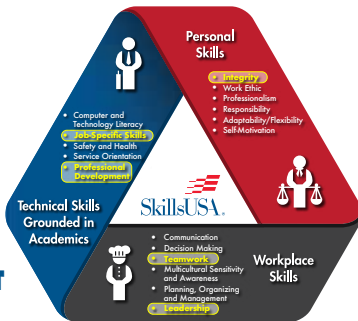 Personal
Skills
• Integrity
• Work Ethic
• Professionalism
• Responsibility
• Adaptability/Flexibility
• Self-Motivation
• Computer and
Technology Literacy
• Job-Specific Skills
• Safety and Health
• Service Orientation
• Professional
Development
Technical Skills
Grounded in
Academics
SkillsUSA®
• Communication
• Decision Making
• Teamwork
• Multicultural Sensitivity
and Awareness
• Planning, Organizing
and Management
• Leadership
Workplace
Skills